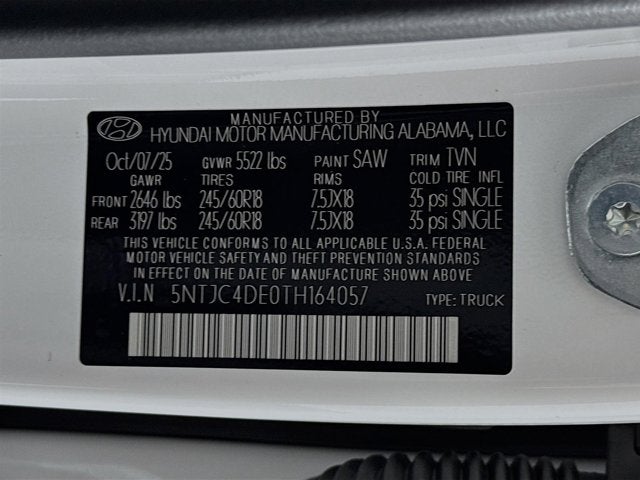 MANUFACTURED BY
HYUNDAI MOTOR MANUFACTURING ALABAMA, LLC
Oct/07/25 GVWR 5522 lbs PAINT SAW TRIM TVN
GAWR TIRES RIMS COLD TIRE INFL
FRONT 2646 lbs 245/60R18 7.5JX18 35 psi SINGLE
REAR 3197 lbs 245/60R18 7.5JX18 35 psi SINGLE
THIS VEHICLE CONFORMS TO ALL APPLICABLE U.S.A. FEDERAL
MOTOR VEHICLE SAFETY AND THEFT PREVENTION STANDARDS
IN EFFECT ON THE DATE OF MANUFACTURE SHOWN ABOVE.
V.I.N 5NTJC4DE0TH164057 TYPE: TRUCK